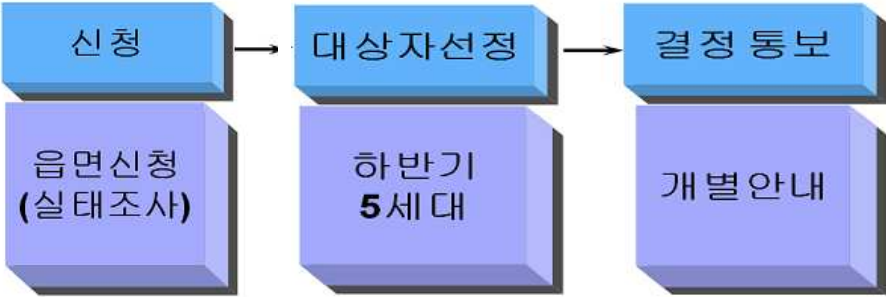 신청
대상자선정
결정통보
읍면신청
(실태조사)
하반기
5세대
개별안내